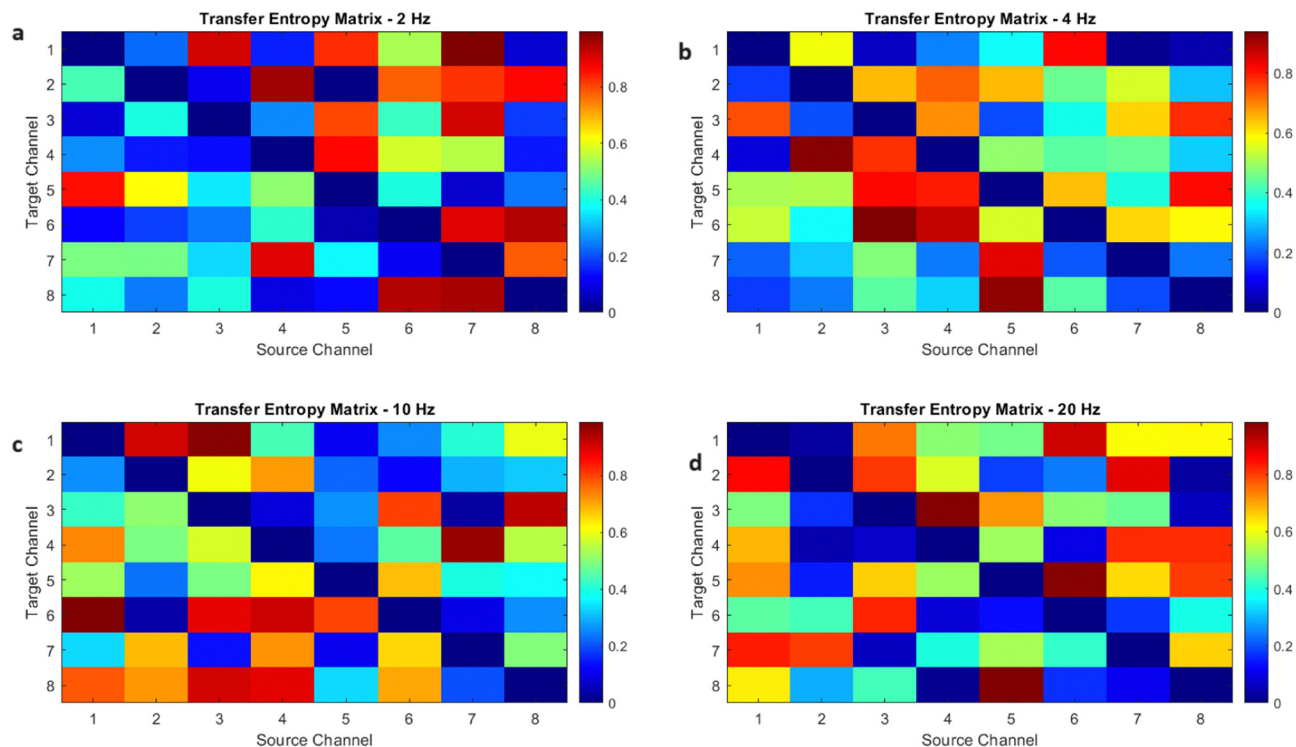 a
Transfer Entropy Matrix - 2 Hz
Target Channel
1
2
3
4
5
6
7
8
1 2 3 4 5 6 7 8
Source Channel
0.8
0.6
0.4
0.2
0
b
Transfer Entropy Matrix - 4 Hz
Target Channel
1
2
3
4
5
6
7
8
1 2 3 4 5 6 7 8
Source Channel
0.8
0.6
0.4
0.2
0
c
Transfer Entropy Matrix - 10 Hz
Target Channel
1
2
3
4
5
6
7
8
1 2 3 4 5 6 7 8
Source Channel
0.8
0.6
0.4
0.2
0
d
Transfer Entropy Matrix - 20 Hz
Target Channel
1
2
3
4
5
6
7
8
1 2 3 4 5 6 7 8
Source Channel
0.8
0.6
0.4
0.2
0